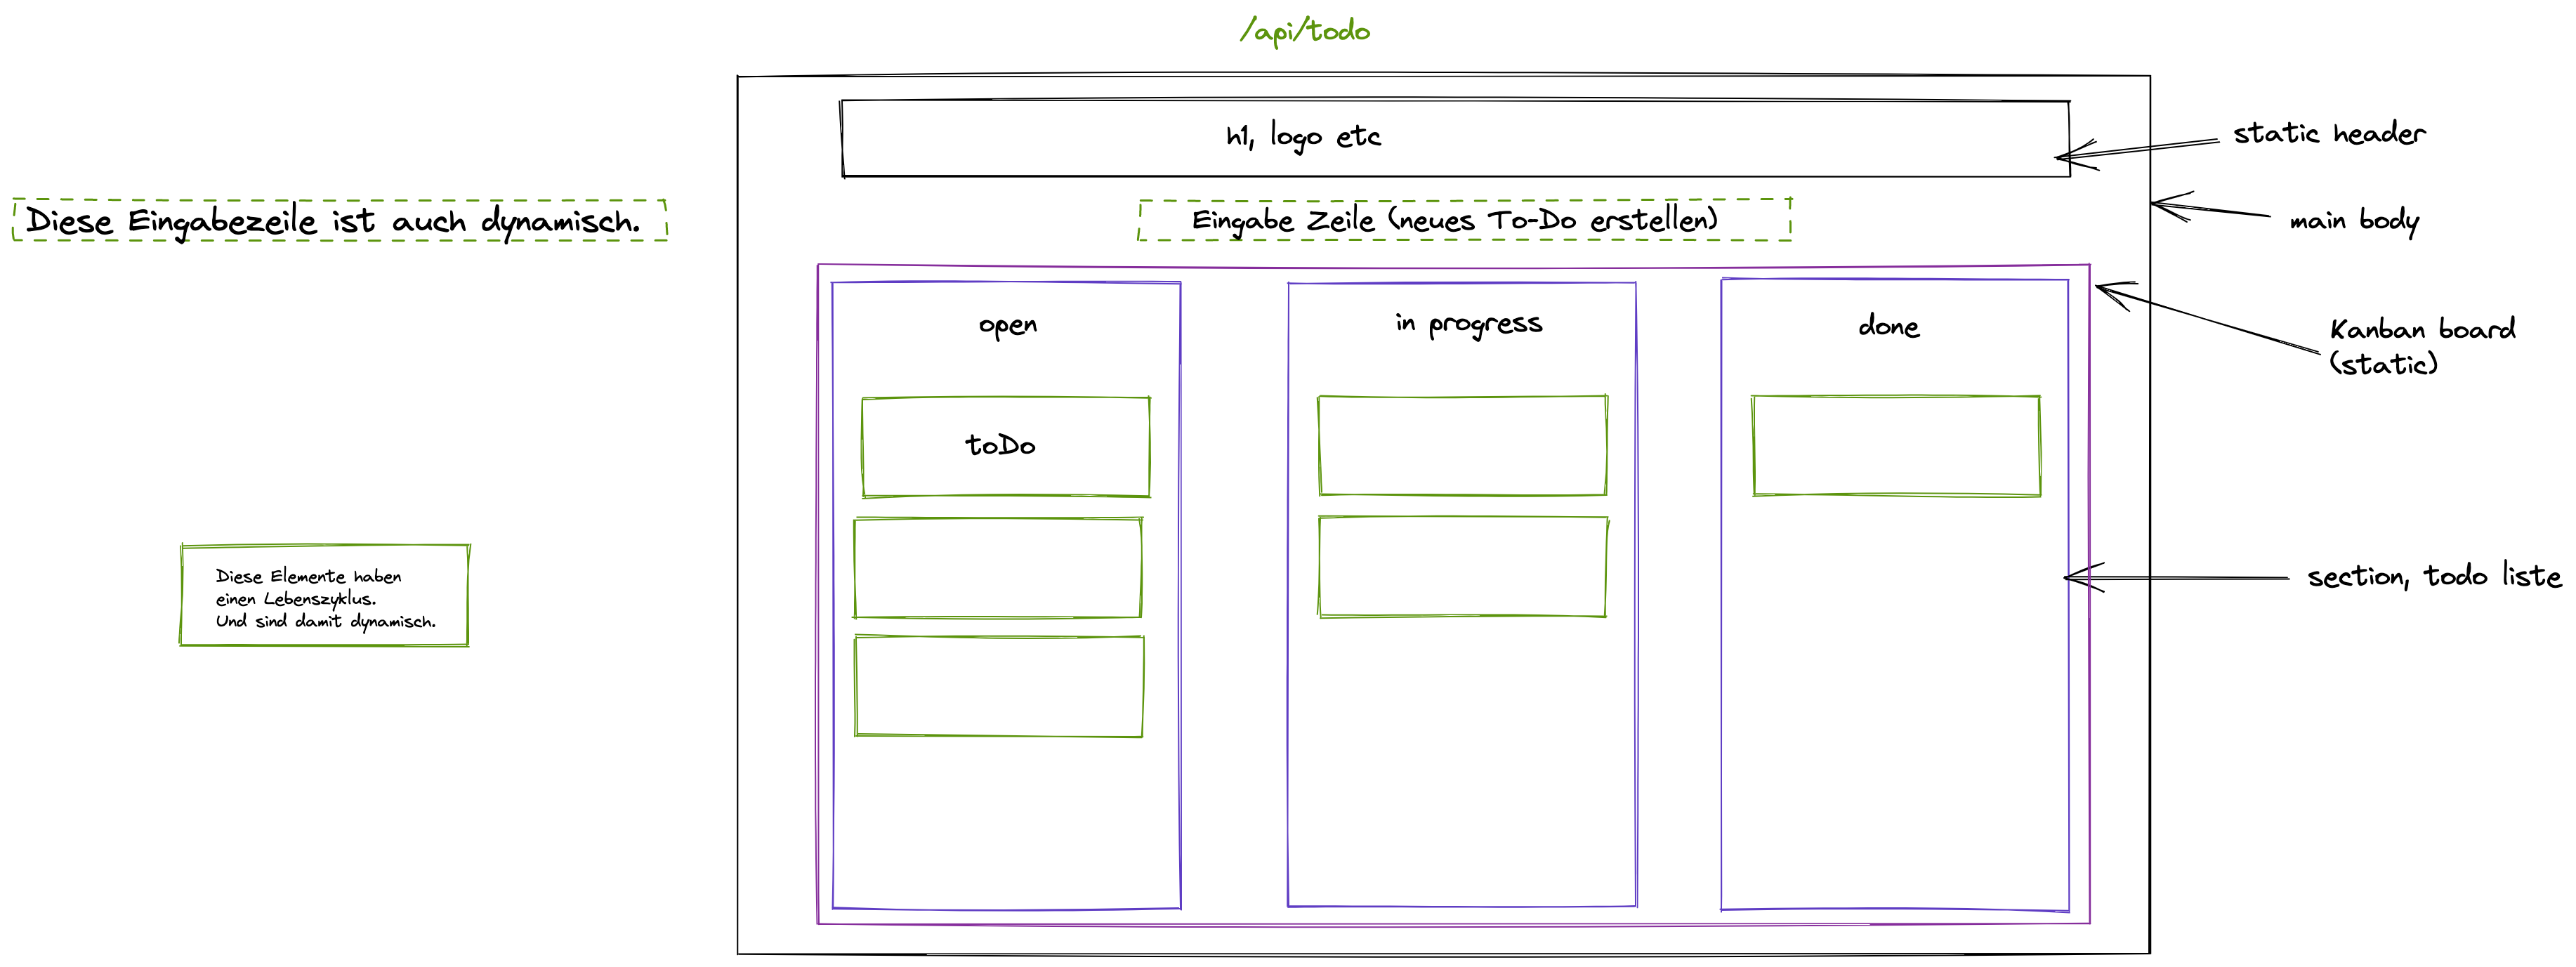 /api/todo
h1, logo etc
static header
Diese Eingabezeile ist auch dynamisch.
Eingabe Zeile (neues To-Do erstellen)
main body
open
in progress
done
Kanban board
(static)
toDo
Diese Elemente haben
einen Lebenszyklus.
Und sind damit dynamisch.
section, todo liste